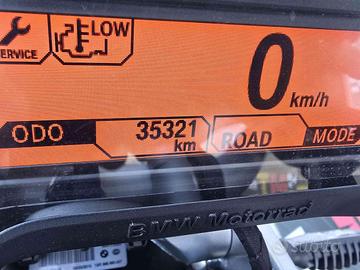 LOW
SERVICE
0 km/h
ODO 35321 km ROAD MODE
BMW Motorrad